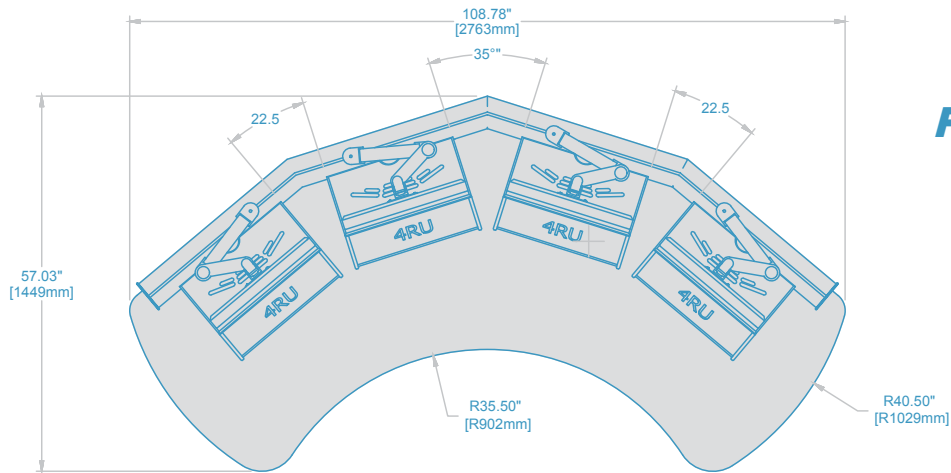 108.78"
[2763mm]
35°"
22.5
22.5
57.03"
[1449mm]
4RU
4RU
4RU
4RU
R35.50"
[R902mm]
R40.50"
[R1029mm]